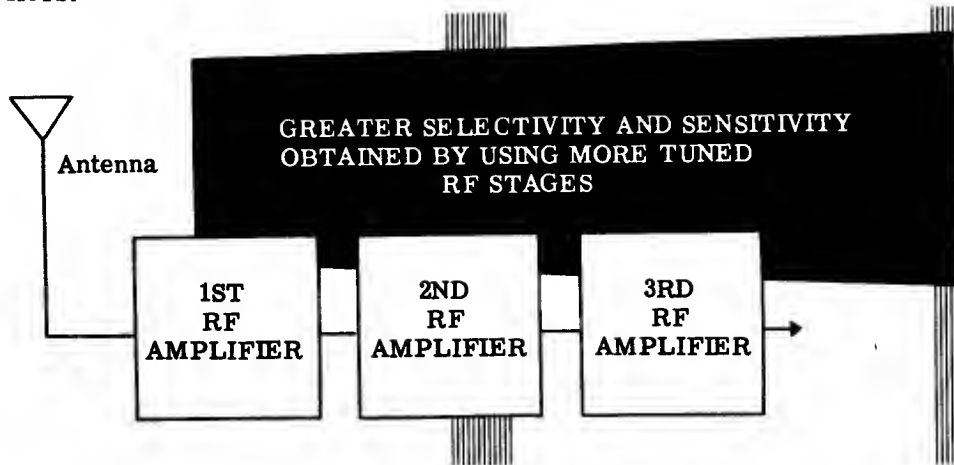 GREATER SELECTIVITY AND SENSITIVITY
OBTAINED BY USING MORE TUNED
RF STAGES
Antenna
1ST
RF
AMPLIFIER
2ND
RF
AMPLIFIER
3RD
RF
AMPLIFIER